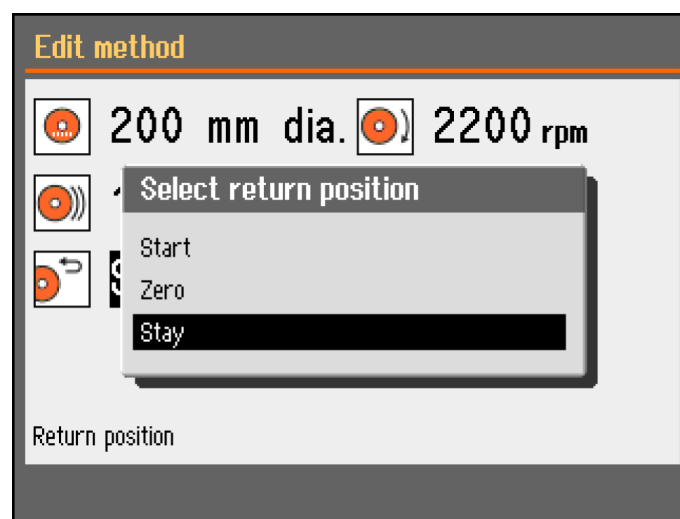 Edit method
200 mm dia. 2200 rpm
Select return position
Start
Zero
Stay
Return position